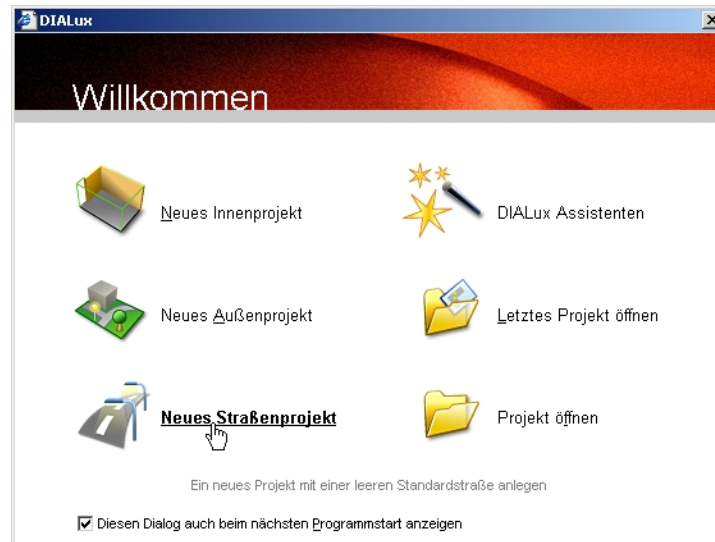 DIALux
Willkommen
Neues Innenprojekt
DIALux Assistenten
Neues Außenprojekt
Letztes Projekt öffnen
Neues Straßenprojekt
Projekt öffnen
Ein neues Projekt mit einer leeren Standardstraße anlegen
Diesen Dialog auch beim nächsten Programmstart anzeigen